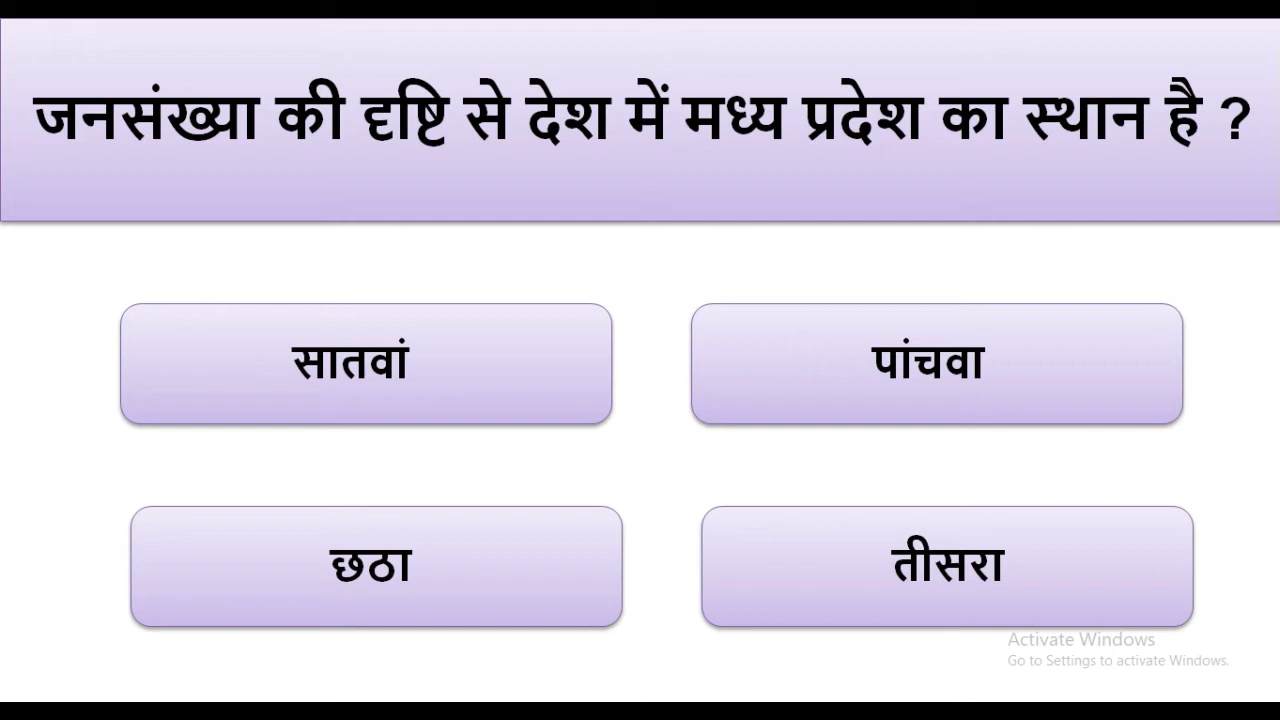 जनसंख्या की दृष्टि से देश में मध्य प्रदेश का स्थान है ?
सातवां
पांचवा
छठा
तीसरा
Activate Windows
Go to Settings to activate Windows.